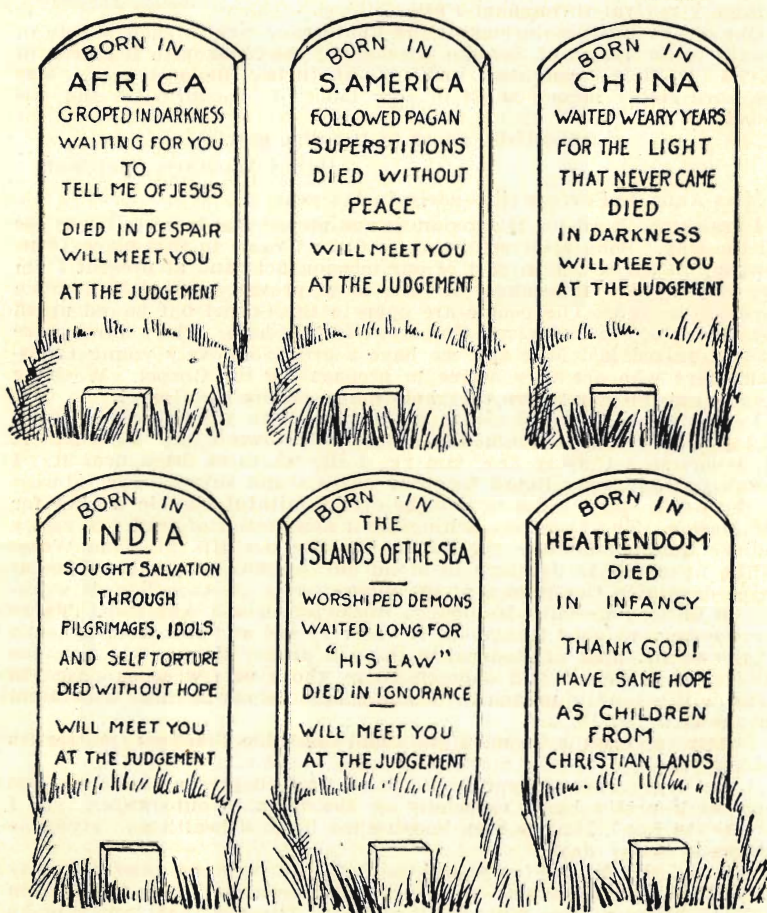 BORN IN
AFRICA
GROPED IN DARKNESS
WAITING FOR YOU
TO
TELL ME OF JESUS
DIED IN DESPAIR
WILL MEET YOU
AT THE JUDGEMENT
BORN IN
S. AMERICA
FOLLOWED PAGAN
SUPERSTITIONS
DIED WITHOUT
PEACE
WILL MEET YOU
AT THE JUDGEMENT
BORN IN
CHINA
WAITED WEARY YEARS
FOR THE LIGHT
THAT NEVER CAME
DIED
IN DARKNESS
WILL MEET YOU
AT THE JUDGEMENT
BORN IN
INDIA
SOUGHT SALVATION
THROUGH
PILGRIMAGES, IDOLS
AND SELF TORTURE
DIED WITHOUT HOPE
WILL MEET YOU
AT THE JUDGEMENT
BORN IN
THE
ISLANDS OF THE SEA
WORSHIPED DEMONS
WAITED LONG FOR
"HIS LAW"
DIED IN IGNORANCE
WILL MEET YOU
AT THE JUDGEMENT
BORN IN
HEATHENDOM
DIED
IN INFANCY
THANK GOD!
HAVE SAME HOPE
AS CHILDREN
FROM
CHRISTIAN LANDS